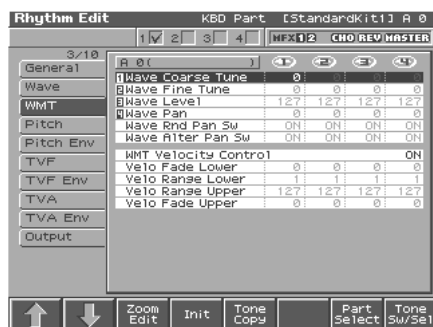 Rhythm Edit KBD Part [StandardKit1] A 0
1 2 3 4 MFX 1 2 CHO REV MASTER
3/10
General
Wave
WMT
Pitch
Pitch Env
TVF
TVF Env
TVA
TVA Env
Output
A 0( ) 1 2 3 4
1 Wave Coarse Tune 0 0 0 0
2 Wave Fine Tune 0 0 0 0
3 Wave Level 127 127 127 127
4 Wave Pan 0 0 0 0
Wave Rnd Pan Sw ON ON ON ON
Wave Alter Pan Sw ON ON ON ON
WMT Velocity Control ON
Velo Fade Lower 0 0 0 0
Velo Range Lower 1 1 1 1
Velo Range Upper 127 127 127 127
Velo Fade Upper 0 0 0 0
Zoom Edit
Init
Tone Copy
Part Select
Tone Sw/Sel